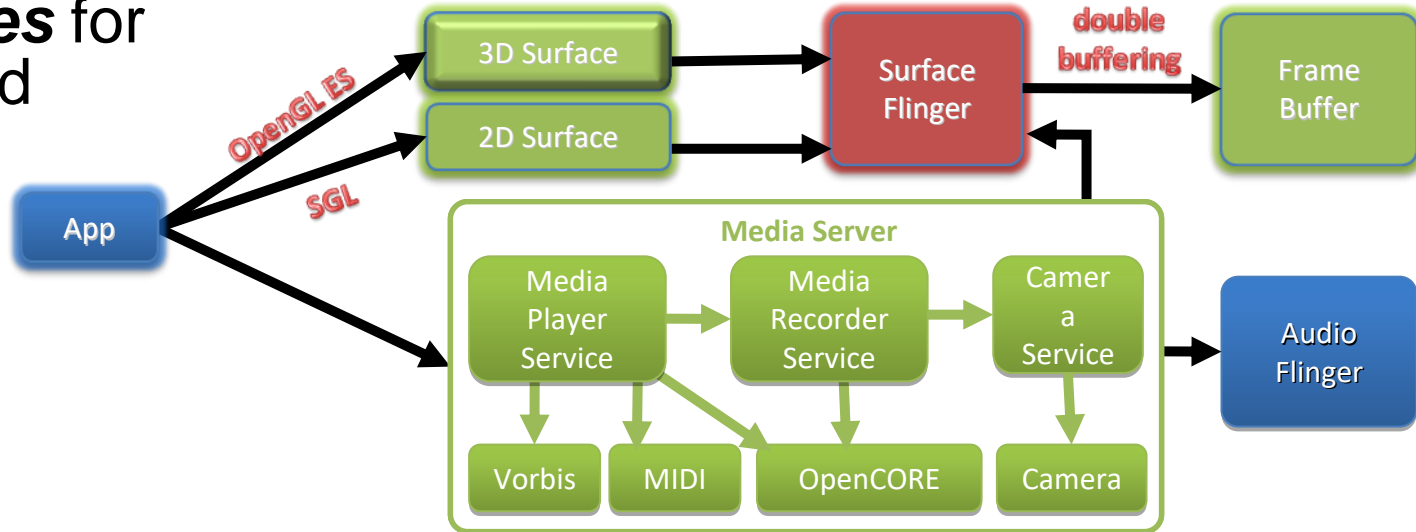 es for
d
OpenGL ES
SGL
App
3D Surface
2D Surface
Surface
Flinger
double
buffering
Frame
Buffer
Media Server
Media
Player
Service
Media
Recorder
Service
Camer
a
Service
Vorbis
MIDI
OpenCORE
Camera
Audio
Flinger